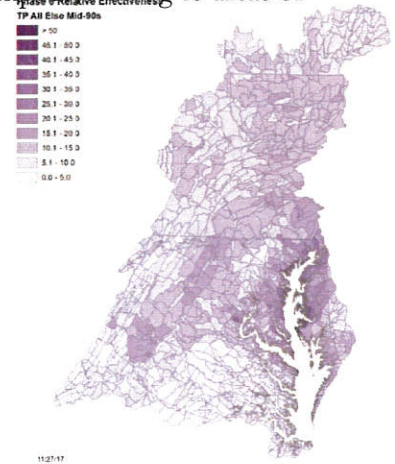 Phase 6 Relative Effectiveness
TP All Else Mid-90s
> 50
45.1 - 50.0
40.1 - 45.0
35.1 - 40.0
30.1 - 35.0
25.1 - 30.0
20.1 - 25.0
15.1 - 20.0
10.1 - 15.0
5.1 - 10.0
0.0 - 5.0
11/27/17